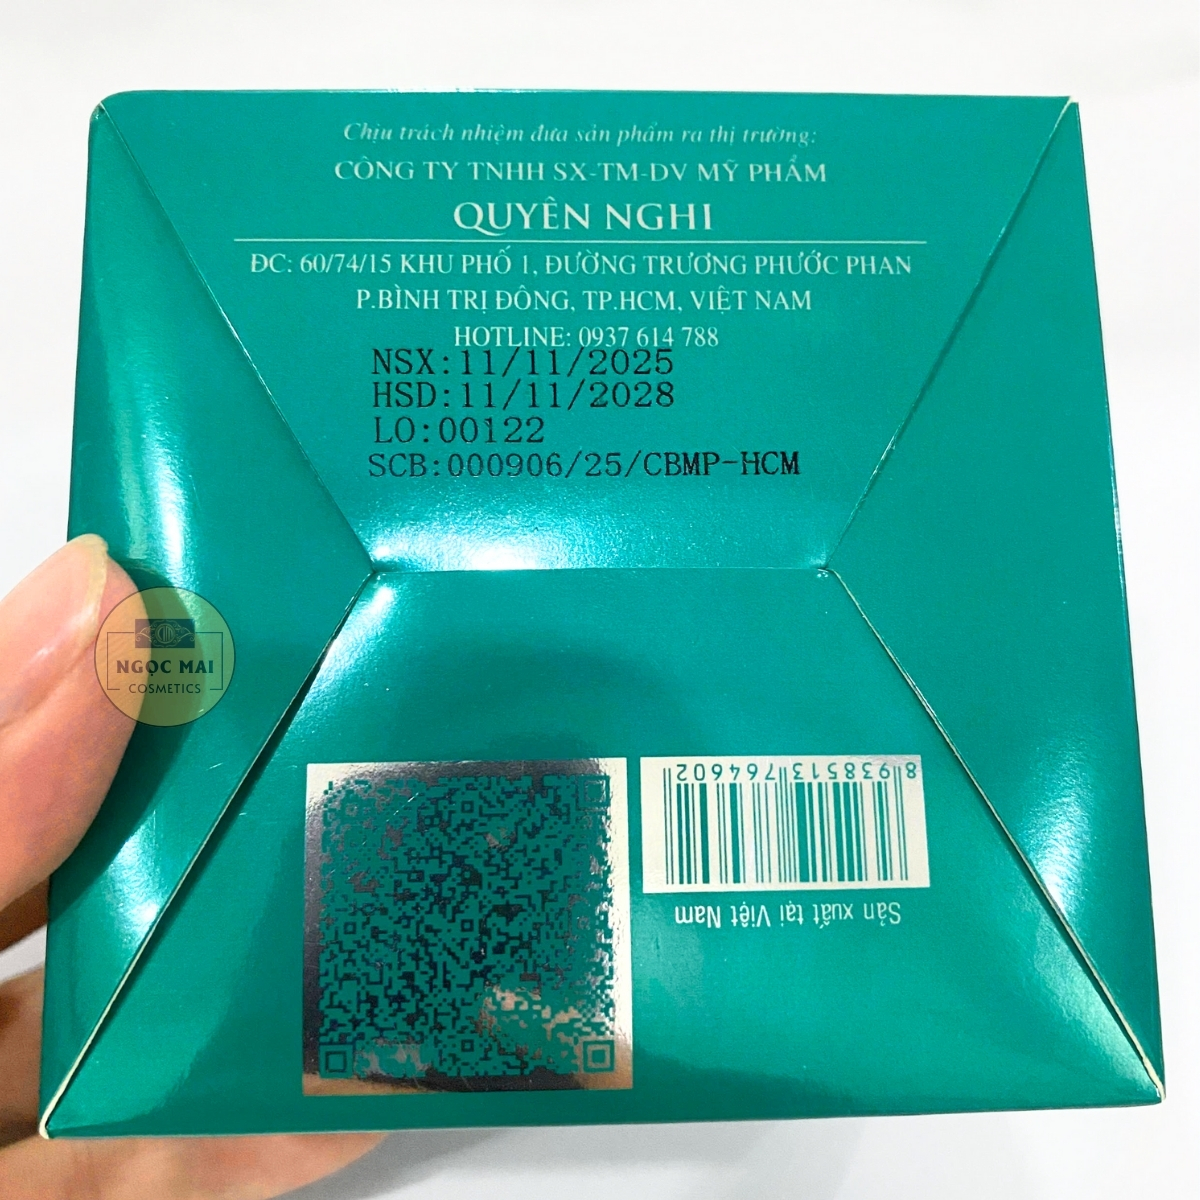 Chịu trách nhiệm đưa sản phẩm ra thị trường:
CÔNG TY TNHH SX-TM-DV MỸ PHẨM
QUYÊN NGHI
ĐC: 60/74/15 KHU PHỐ 1, ĐƯỜNG TRƯƠNG PHƯỚC PHAN
P.BÌNH TRỊ ĐÔNG, TP.HCM, VIỆT NAM
HOTLINE: 0937 614 788
NSX:11/11/2025
HSD:11/11/2028
LO:00122
SCB:000906/25/CBMP-HCM
NGỌC MAI
COSMETICS
8 938513 764602
Sản xuất tại Việt Nam